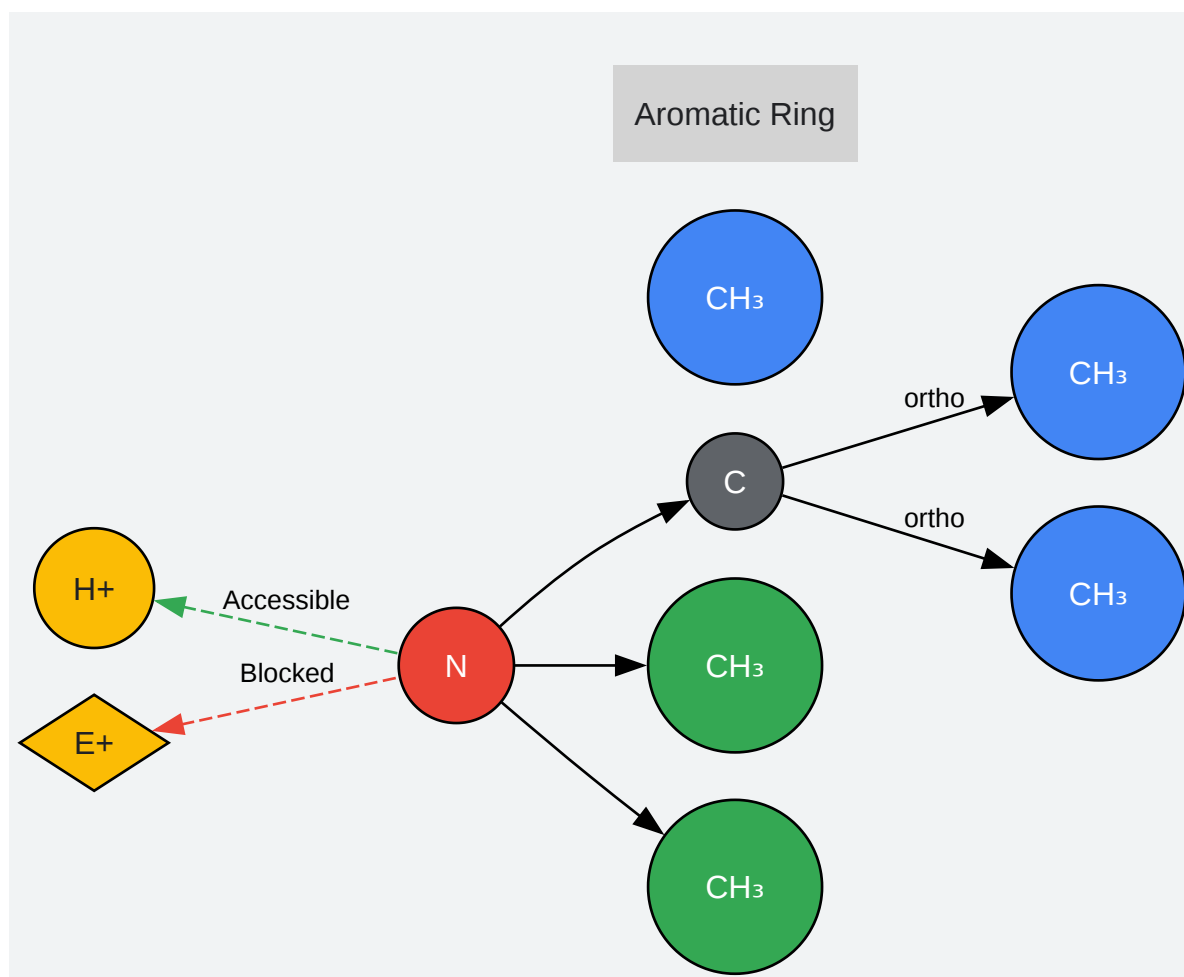 Aromatic Ring
CH₃
CH₃
ortho
C
ortho
H+
Accessible
CH₃
N
CH₃
Blocked
E+
CH₃